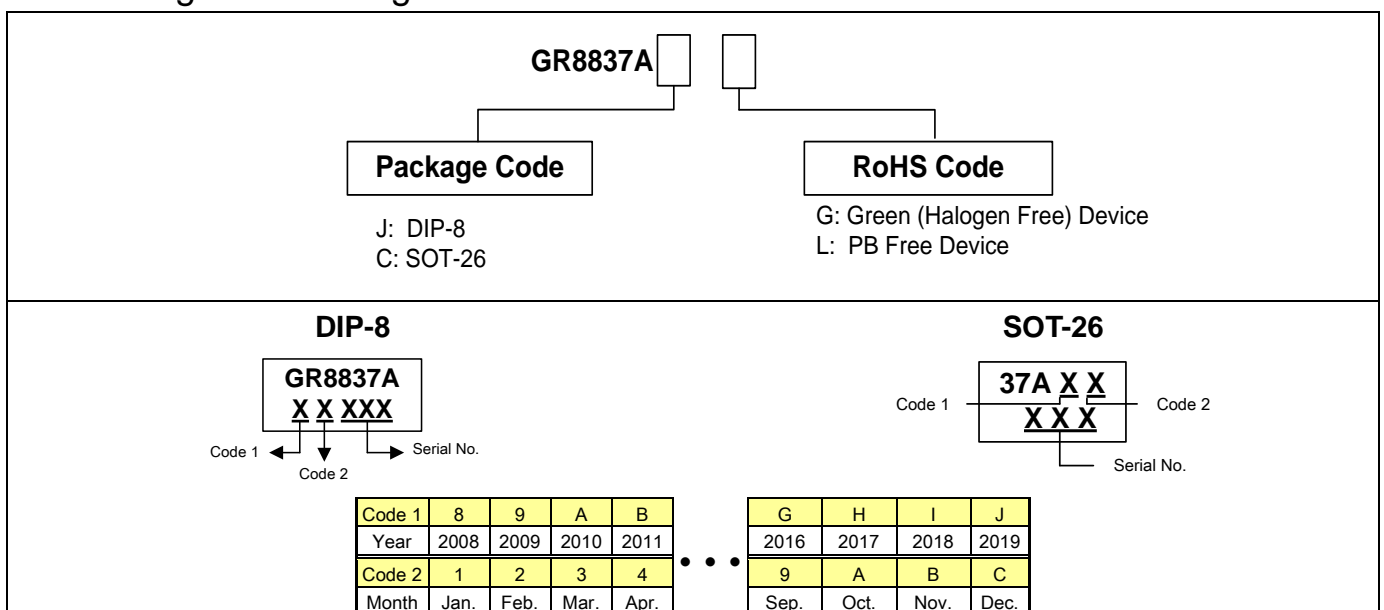 GR8837A
Package Code
RoHS Code
J: DIP-8
C: SOT-26
G: Green (Halogen Free) Device
L: PB Free Device
DIP-8
GR8837A
X X XXX
Code 1
Code 2
Serial No.
SOT-26
37A X X
X X X
Code 1
Code 2
Serial No.
Code 1 8 9 A B G H I J
Year 2008 2009 2010 2011 • • • 2016 2017 2018 2019
Code 2 1 2 3 4 9 A B C
Month Jan. Feb. Mar. Apr. Sep. Oct. Nov. Dec.